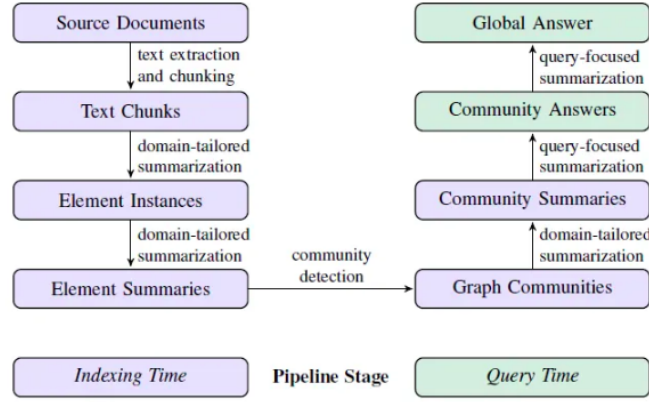 Source Documents
text extraction
and chunking
Text Chunks
domain-tailored
summarization
Element Instances
domain-tailored
summarization
Element Summaries
community
detection
Graph Communities
domain-tailored
summarization
Community Summaries
query-focused
summarization
Community Answers
query-focused
summarization
Global Answer
Indexing Time
Pipeline Stage
Query Time